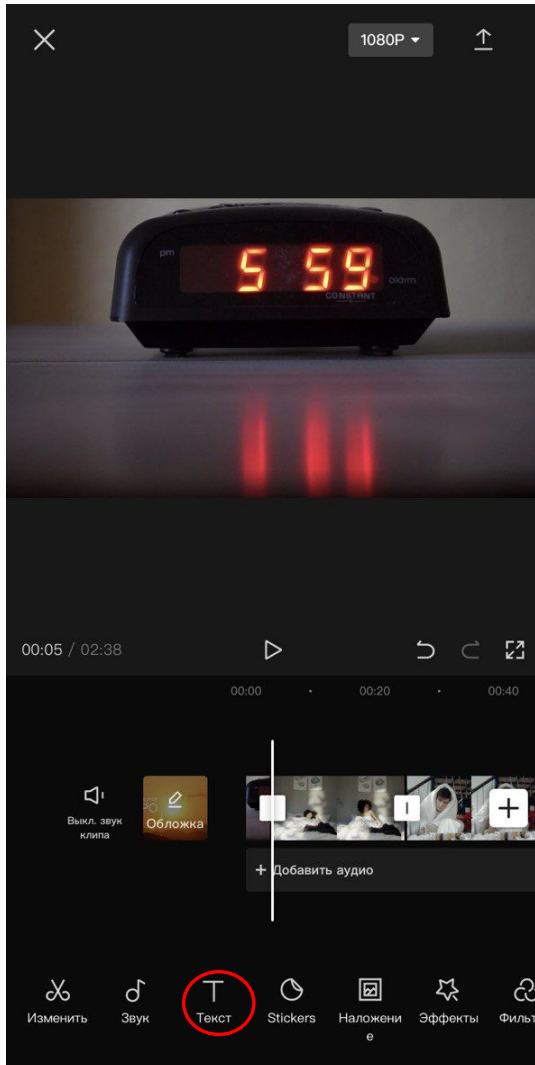 1080P
pm
5 59
alarm
CONSTANT
00:05 / 02:38
00:00
00:20
00:40
Выкл. звук
клипа
Обложка
+ Добавить аудио
Изменить
Звук
Текст
Stickers
Наложени
е
Эффекты
Фильт